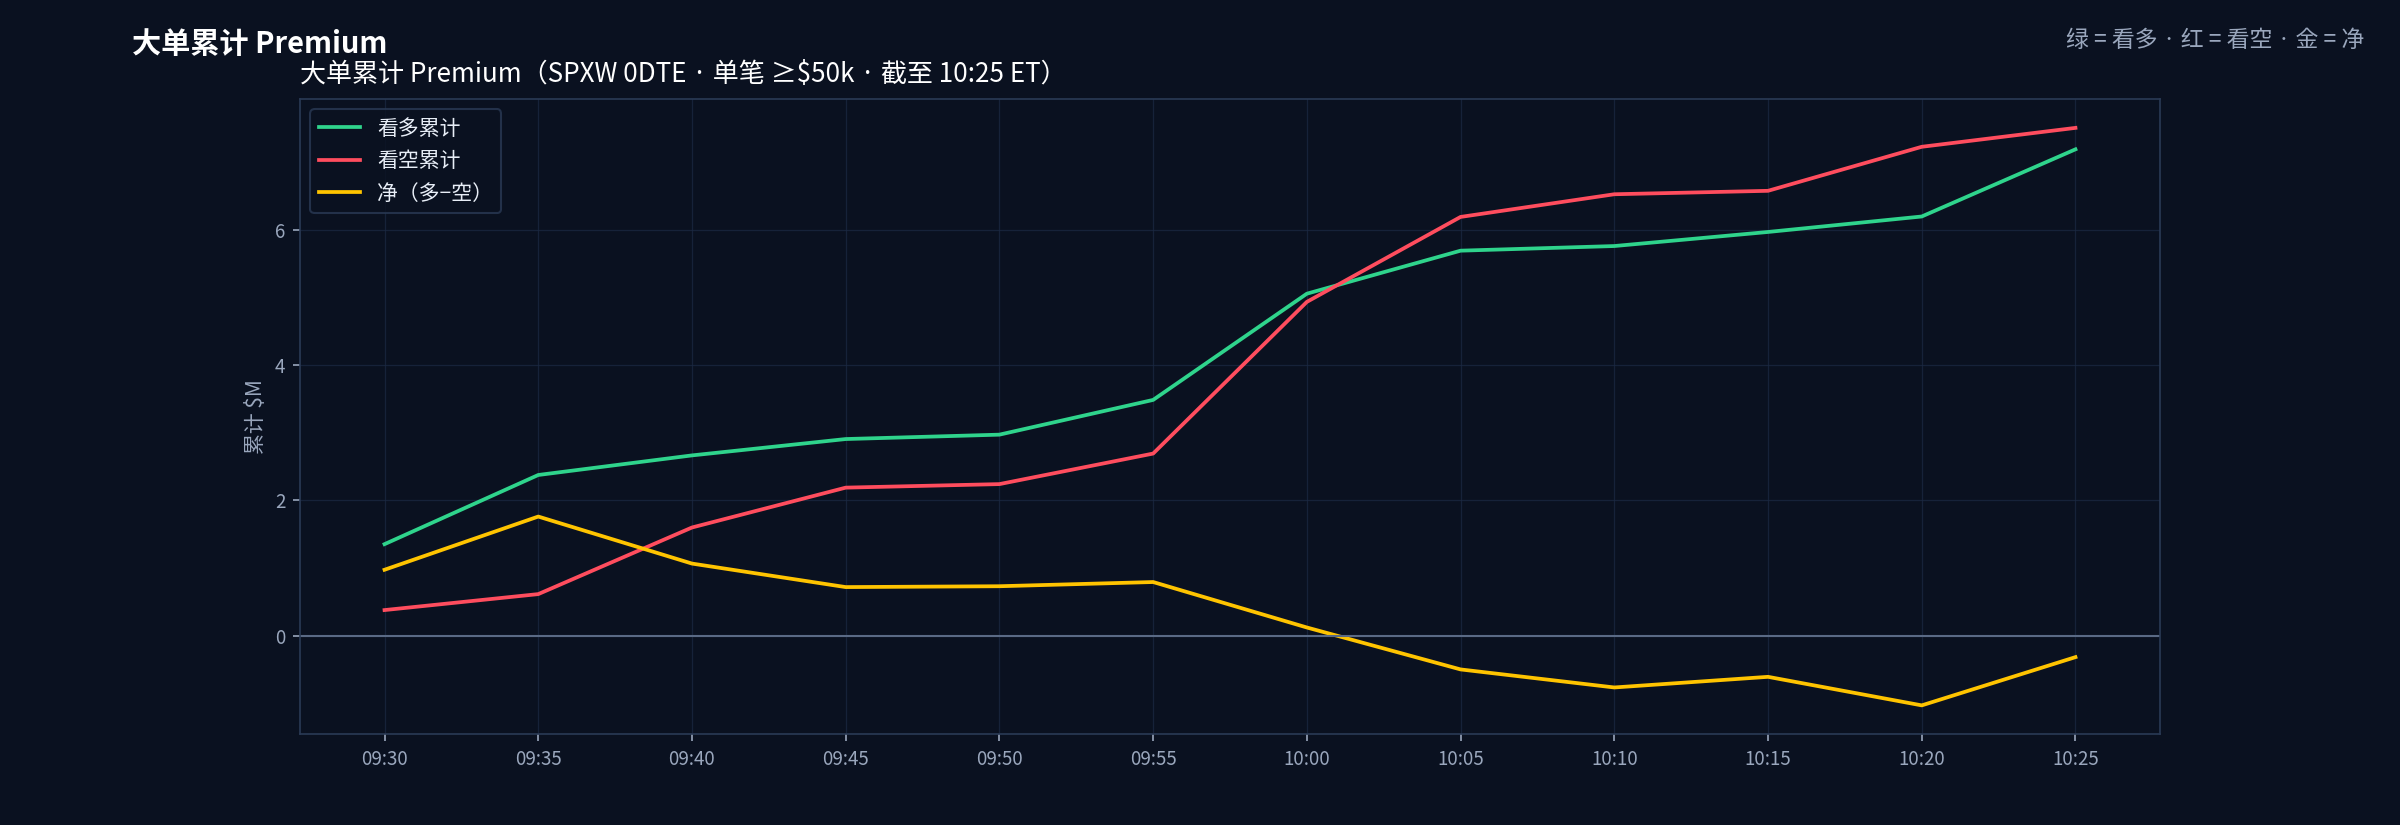 大单累计 Premium
绿 = 看多 · 红 = 看空 · 金 = 净
大单累计 Premium（SPXW 0DTE · 单笔 ≥$50k · 截至 10:25 ET）
看多累计
看空累计
净（多−空）
累计 $M
6
4
2
0
09:30 09:35 09:40 09:45 09:50 09:55 10:00 10:05 10:10 10:15 10:20 10:25